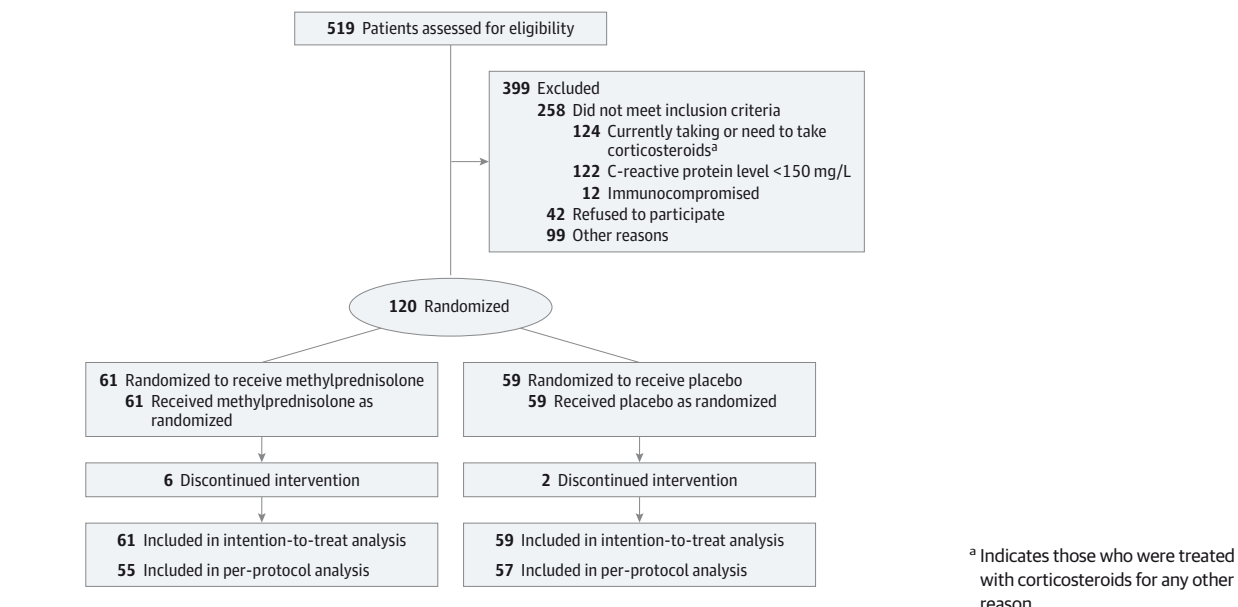 519 Patients assessed for eligibility
399 Excluded
258 Did not meet inclusion criteria
124 Currently taking or need to take
corticosteroidsa
122 C-reactive protein level <150 mg/L
12 Immunocompromised
42 Refused to participate
99 Other reasons
120 Randomized
61 Randomized to receive methylprednisolone
61 Received methylprednisolone as
randomized
59 Randomized to receive placebo
59 Received placebo as randomized
6 Discontinued intervention
2 Discontinued intervention
61 Included in intention-to-treat analysis
55 Included in per-protocol analysis
59 Included in intention-to-treat analysis
57 Included in per-protocol analysis
a Indicates those who were treated
with corticosteroids for any other
reason